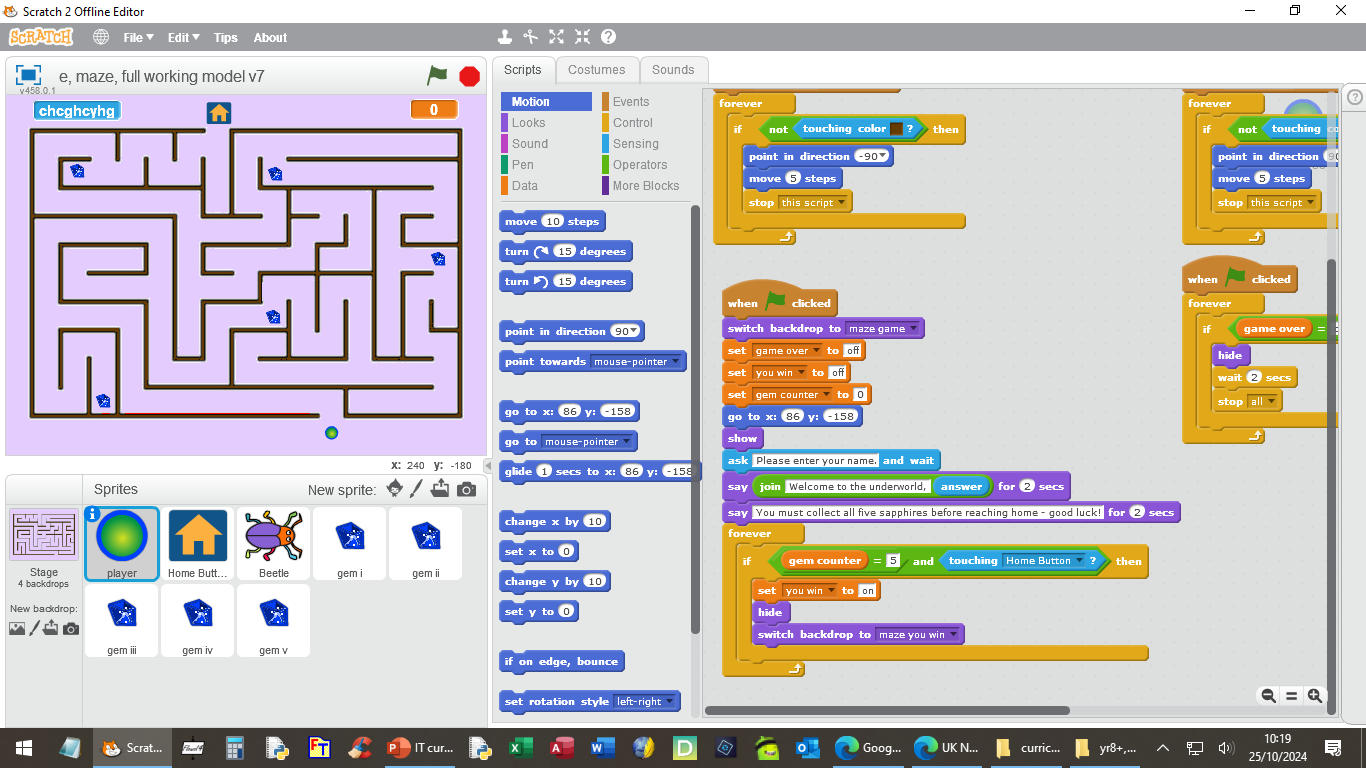 Scratch 2 Offline Editor
SCRATCH
File
Edit
Tips
About
e, maze, full working model v7
v458.0.1
chcghcyhg
0
x: 240 y: -180
Sprites
New sprite:
Stage
4 backdrops
New backdrop:
player
Home Butt...
Beetle
gem i
gem ii
gem iii
gem iv
gem v
Scripts
Costumes
Sounds
Motion
Looks
Sound
Pen
Data
Events
Control
Sensing
Operators
More Blocks
move 10 steps
turn 15 degrees
turn 15 degrees
point in direction 90
point towards mouse-pointer
go to x: 86 y: -158
go to mouse-pointer
glide 1 secs to x: 86 y: -158
change x by 10
set x to 0
change y by 10
set y to 0
if on edge, bounce
set rotation style left-right
forever
if not touching color ? then
point in direction -90
move 5 steps
stop this script
when clicked
switch backdrop to maze game
set game over to off
set you win to off
set gem counter to 0
go to x: 86 y: -158
show
ask Please enter your name. and wait
say join Welcome to the underworld, answer for 2 secs
say You must collect all five sapphires before reaching home - good luck! for 2 secs
forever
if gem counter = 5 and touching Home Button ? then
set you win to on
hide
switch backdrop to maze you win
forever
if not touching co
point in direction 90
move 5 steps
stop this script
when clicked
forever
if game over =
hide
wait 2 secs
stop all
Scrat...
IT cur...
Goog...
UK N...
curric...
yr8+,...
10:19
25/10/2024